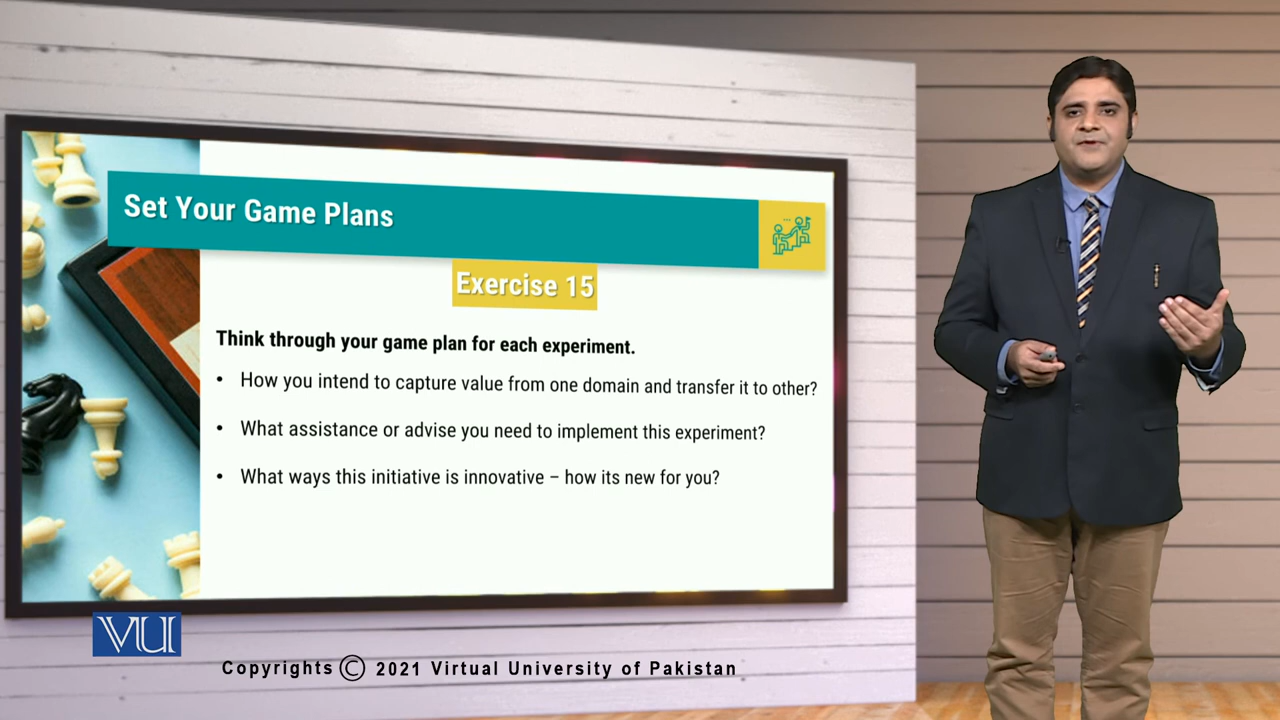 Set Your Game Plans
Exercise 15
Think through your game plan for each experiment.
• How you intend to capture value from one domain and transfer it to other?
• What assistance or advise you need to implement this experiment?
• What ways this initiative is innovative – how its new for you?
VU
Copyrights © 2021 Virtual University of Pakistan